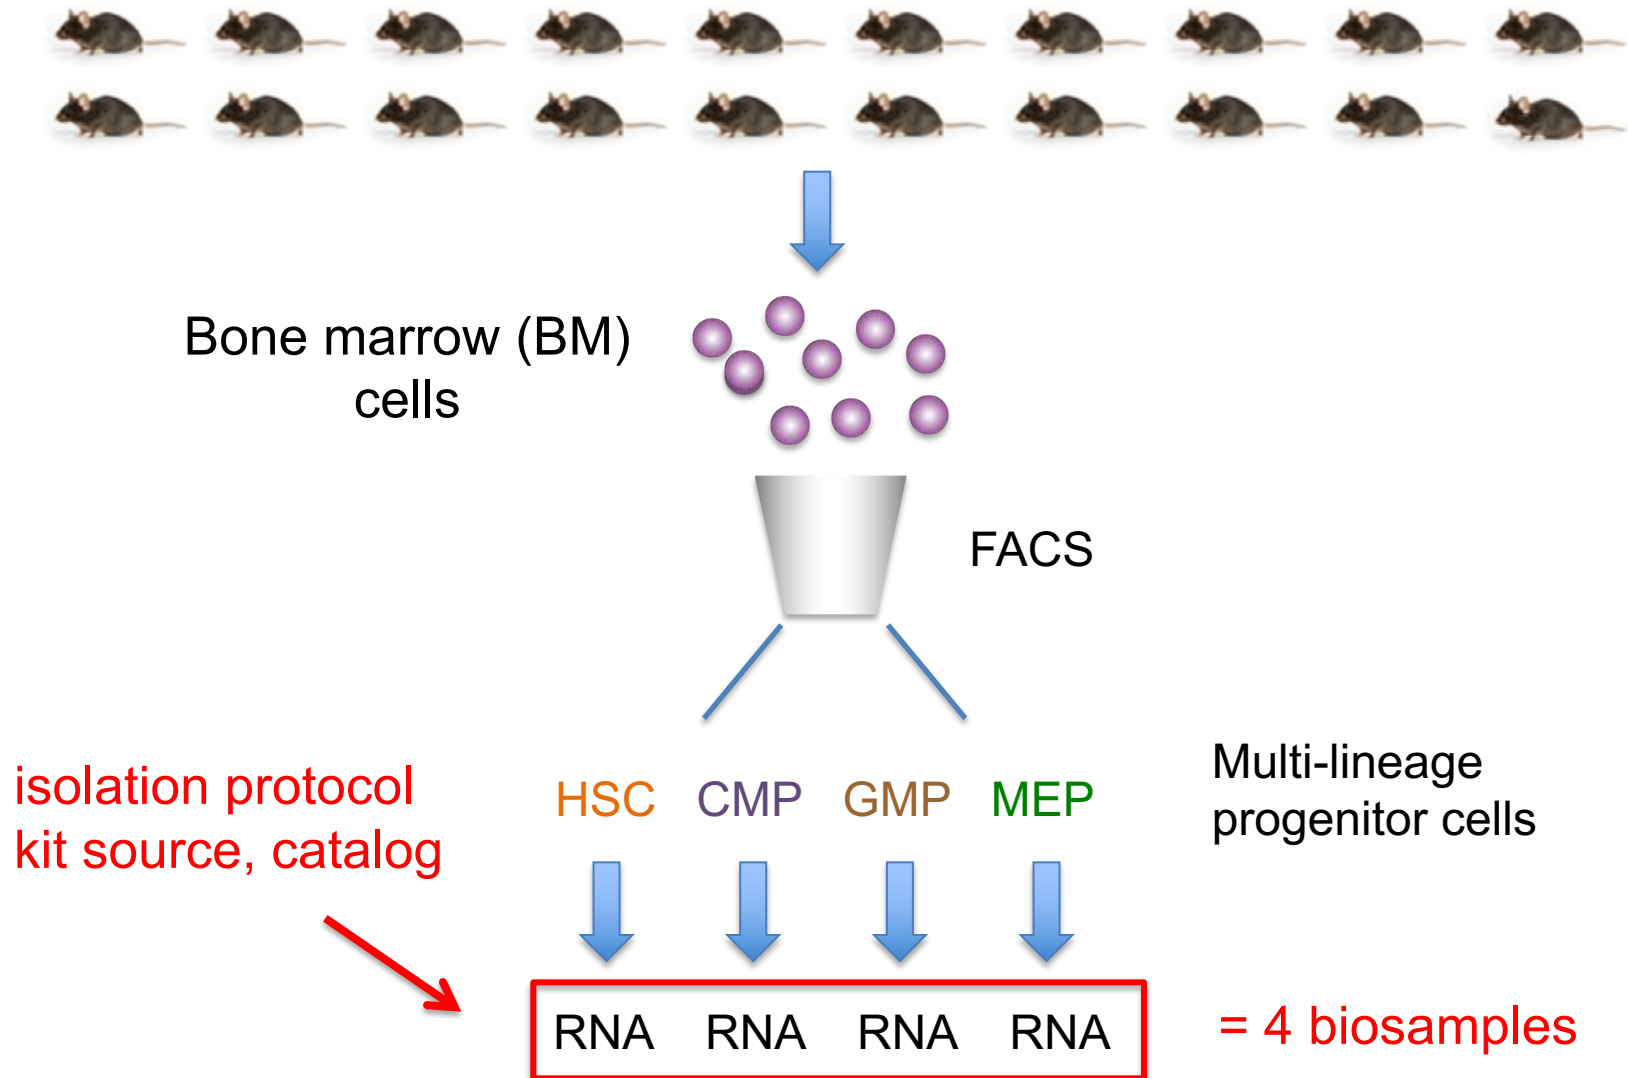 Bone marrow (BM)
cells
FACS
isolation protocol
kit source, catalog
HSC CMP GMP MEP
Multi-lineage
progenitor cells
RNA RNA RNA RNA
= 4 biosamples